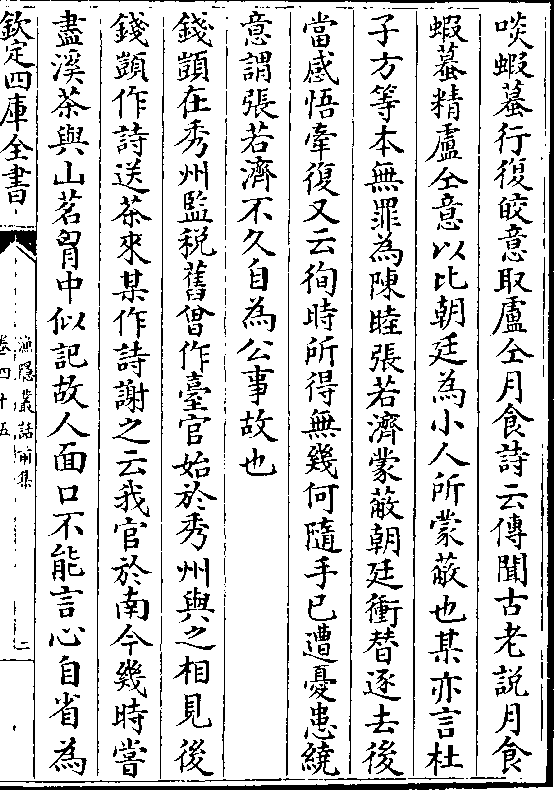 啖蝦蟇行復皎意取盧仝月食詩云傳聞古老說月食
蝦蟇精盧仝意以比朝廷為小人所蒙蔽也某亦言杜
子方等本無罪為陳睦張若濟蒙蔽朝廷衝替逐去後
當感悟牽復又云徇時所得無幾何隨手已遭憂患繞
意謂張若濟不久自為公事故也
錢顗在秀州監稅舊曾作臺官始於秀州與之相見後
錢顗作詩送茶來某作詩謝之云我官於南今幾時嘗
盡溪茶與山茗胷中似記故人面口不能言心自省為
欽定四庫全書
漁隱叢話前集
卷四十五
二